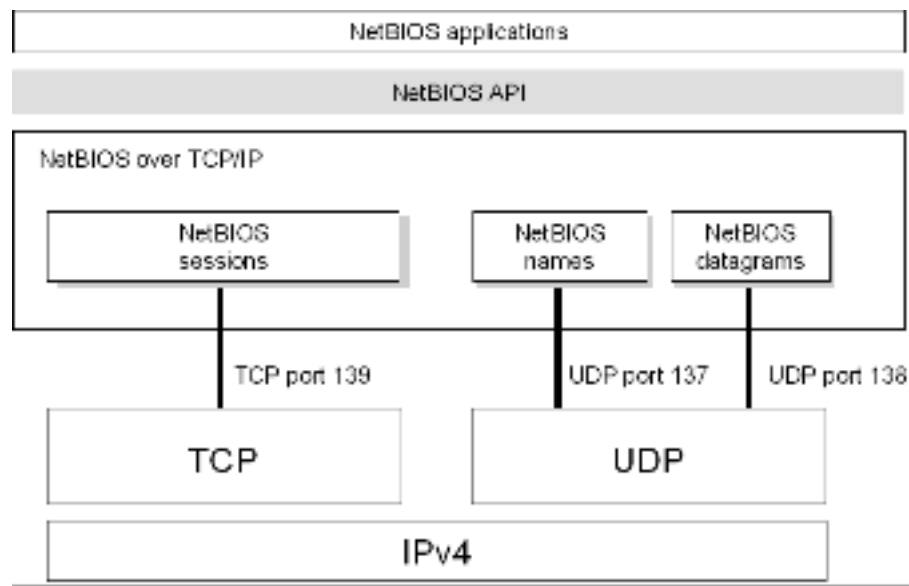 NetBIOS applications
NetBIOS API
NetBIOS over TCP/IP
NetBIOS
sessions
NetBIOS
names
NetBIOS
datagrams
TCP port 139
UDP port 137
UDP port 138
TCP
UDP
IPv4